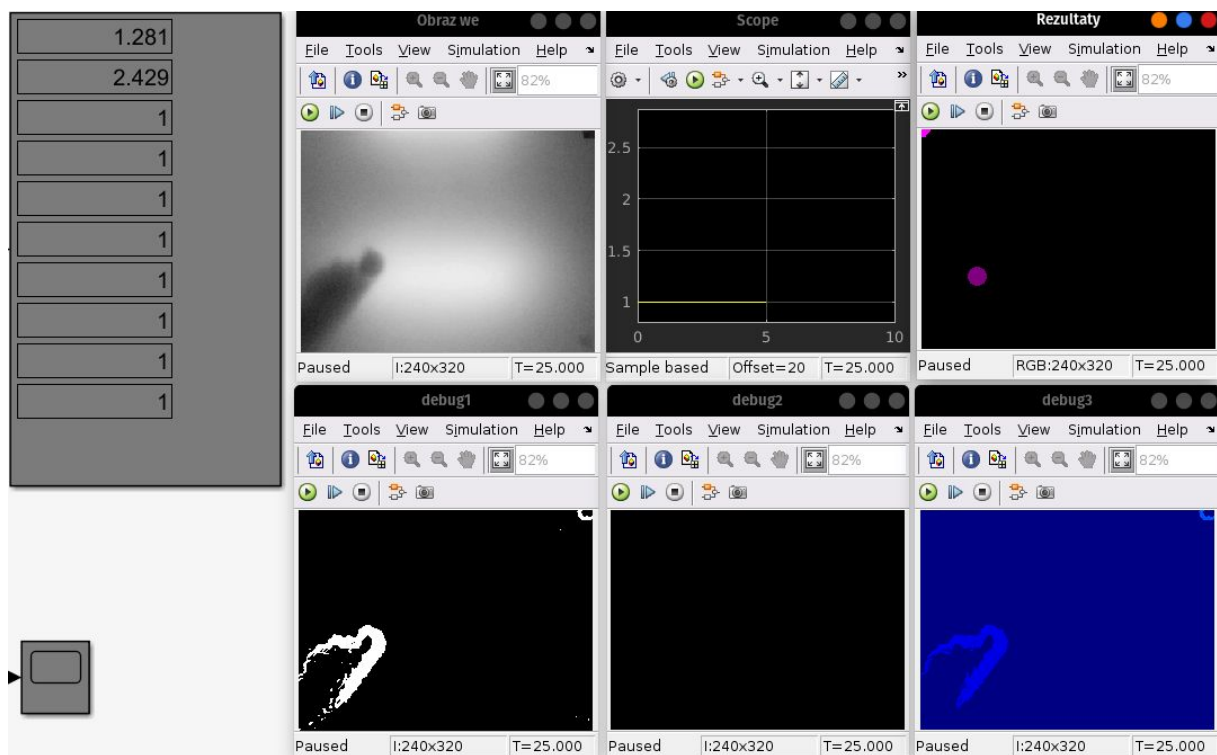 1.281
2.429
1
1
1
1
1
1
1
1
Obraz we
File Tools View Simulation Help
82%
Paused I:240x320 T=25.000
Scope
File Tools View Simulation Help
»
2.5
2
1.5
1
0 5 10
Sample based Offset=20 T=25.000
Rezultaty
File Tools View Simulation Help
82%
Paused RGB:240x320 T=25.000
debug1
File Tools View Simulation Help
82%
Paused I:240x320 T=25.000
debug2
File Tools View Simulation Help
82%
Paused I:240x320 T=25.000
debug3
File Tools View Simulation Help
82%
Paused I:240x320 T=25.000